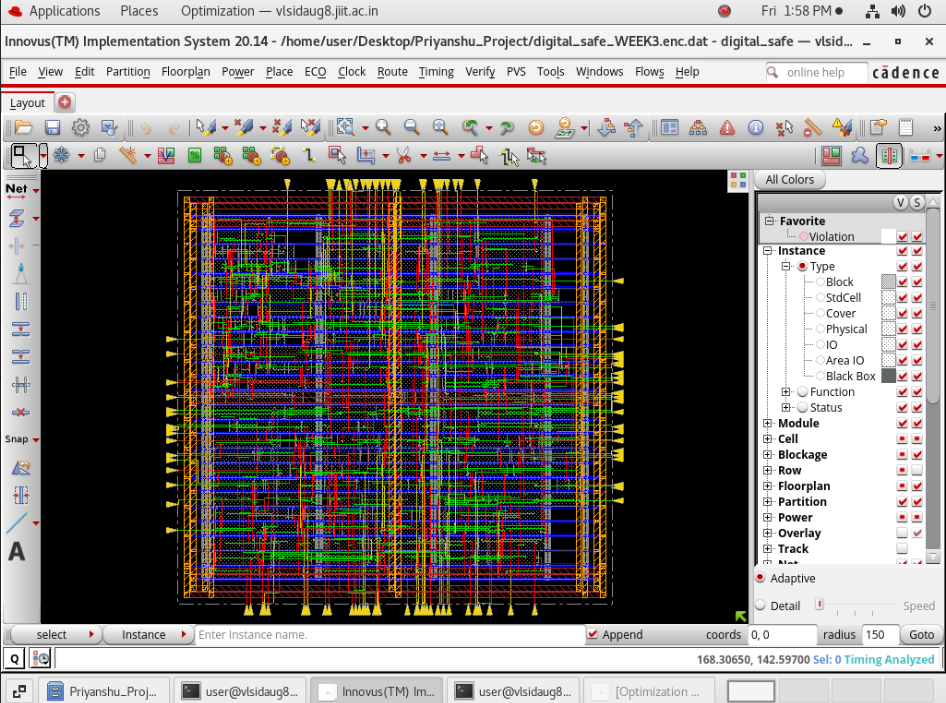 Applications Places Optimization — vlsidaug8.jiit.ac.in Fri 1:58 PM
Innovus(TM) Implementation System 20.14 - /home/user/Desktop/Priyanshu_Project/digital_safe_WEEK3.enc.dat - digital_safe — vlsid...
File View Edit Partition Floorplan Power Place ECO Clock Route Timing Verify PVS Tools Windows Flows Help online help cādence
Layout
»
Net
Snap
A
All Colors
V S
Favorite
Violation
Instance
Type
Block
StdCell
Cover
Physical
IO
Area IO
Black Box
Function
Status
Module
Cell
Blockage
Row
Floorplan
Partition
Power
Overlay
Track
Net
Adaptive
Detail Speed
select Instance Enter Instance name. Append coords 0, 0 radius 150 Goto
Q
168.30650, 142.59700 Sel: 0 Timing Analyzed
Priyanshu_Proj... user@vlsidaug8... Innovus(TM) Im... user@vlsidaug8... [Optimization ...